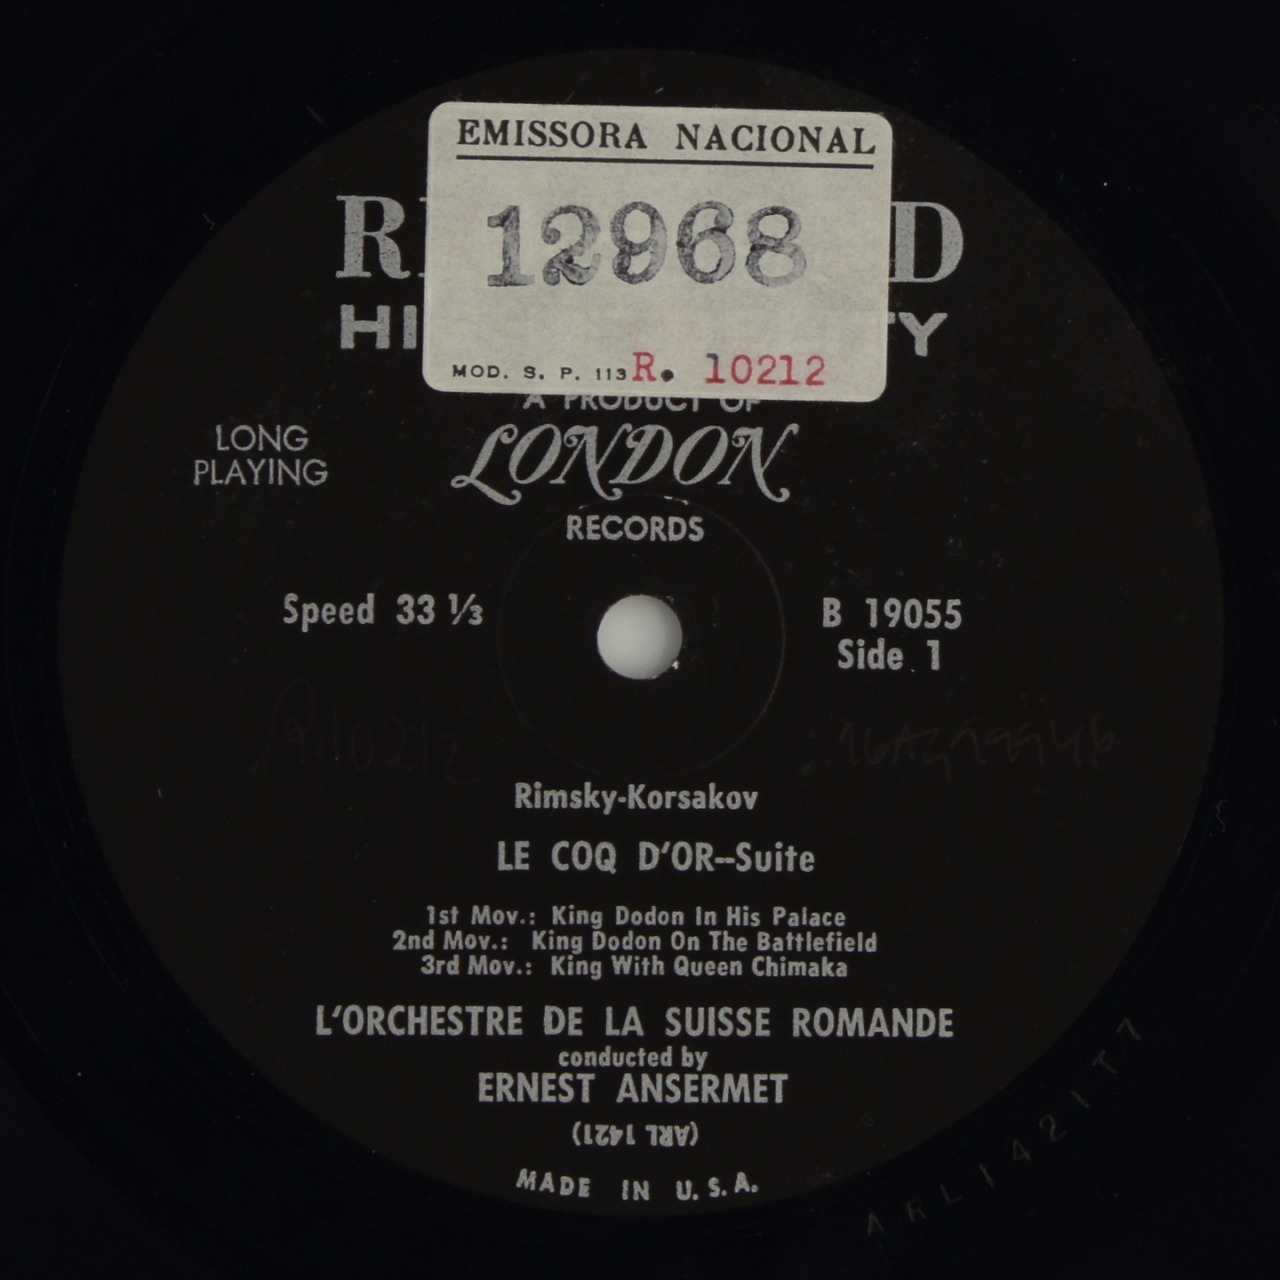 EMISSORA NACIONAL
12968
MOD. S. P. 113 R. 10212
A PRODUCT OF
LONDON
RECORDS
LONG
PLAYING
Speed 33 1/3
B 19055
Side 1
R.10212
Rimsky-Korsakov
LE COQ D'OR--Suite
1st Mov.: King Dodon In His Palace
2nd Mov.: King Dodon On The Battlefield
3rd Mov.: King With Queen Chimaka
L'ORCHESTRE DE LA SUISSE ROMANDE
conducted by
ERNEST ANSERMET
(ARL 1421)
MADE IN U.S.A.
ARL1421T7